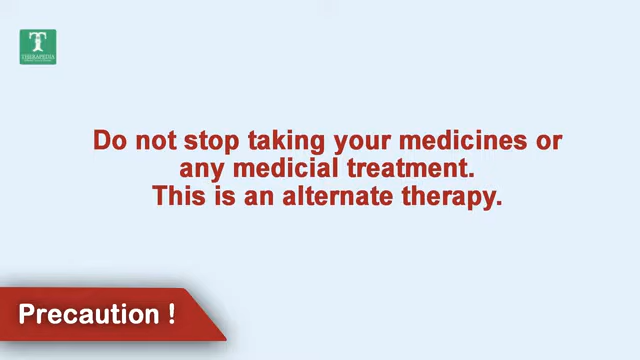 T
THERAPEDIA
Do not stop taking your medicines or
any medicial treatment.
This is an alternate therapy.
Precaution !